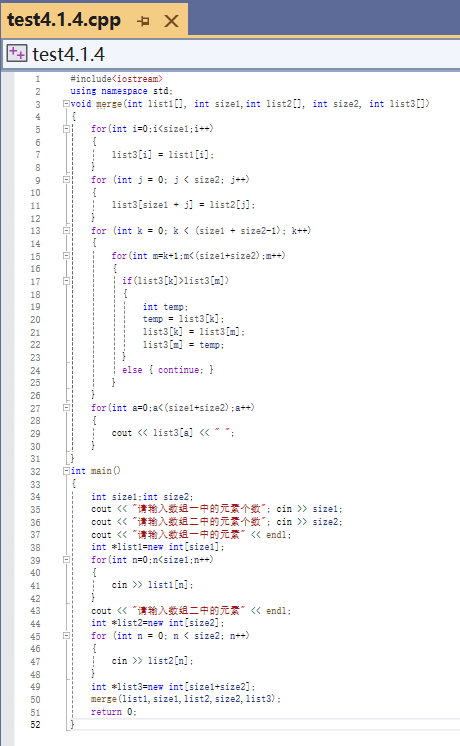 test4.1.4.cpp
test4.1.4
1 #include<iostream>
2 using namespace std;
3 void merge(int list1[], int size1,int list2[], int size2, int list3[])
4 {
5 for(int i=0;i<size1;i++)
6 {
7 list3[i] = list1[i];
8 }
9 for (int j = 0; j < size2; j++)
10 {
11 list3[size1 + j] = list2[j];
12 }
13 for (int k = 0; k < (size1 + size2-1); k++)
14 {
15 for(int m=k+1;m<(size1+size2);m++)
16 {
17 if(list3[k]>list3[m])
18 {
19 int temp;
20 temp = list3[k];
21 list3[k] = list3[m];
22 list3[m] = temp;
23 }
24 else { continue; }
25 }
26 }
27 for(int a=0;a<(size1+size2);a++)
28 {
29 cout << list3[a] << " ";
30 }
31 }
32 int main()
33 {
34 int size1;int size2;
35 cout << "请输入数组一中的元素个数"; cin >> size1;
36 cout << "请输入数组二中的元素个数"; cin >> size2;
37 cout << "请输入数组一中的元素" << endl;
38 int *list1=new int[size1];
39 for(int n=0;n<size1;n++)
40 {
41 cin >> list1[n];
42 }
43 cout << "请输入数组二中的元素" << endl;
44 int *list2=new int[size2];
45 for (int n = 0; n < size2; n++)
46 {
47 cin >> list2[n];
48 }
49 int *list3=new int[size1+size2];
50 merge(list1,size1,list2,size2,list3);
51 return 0;
52 }